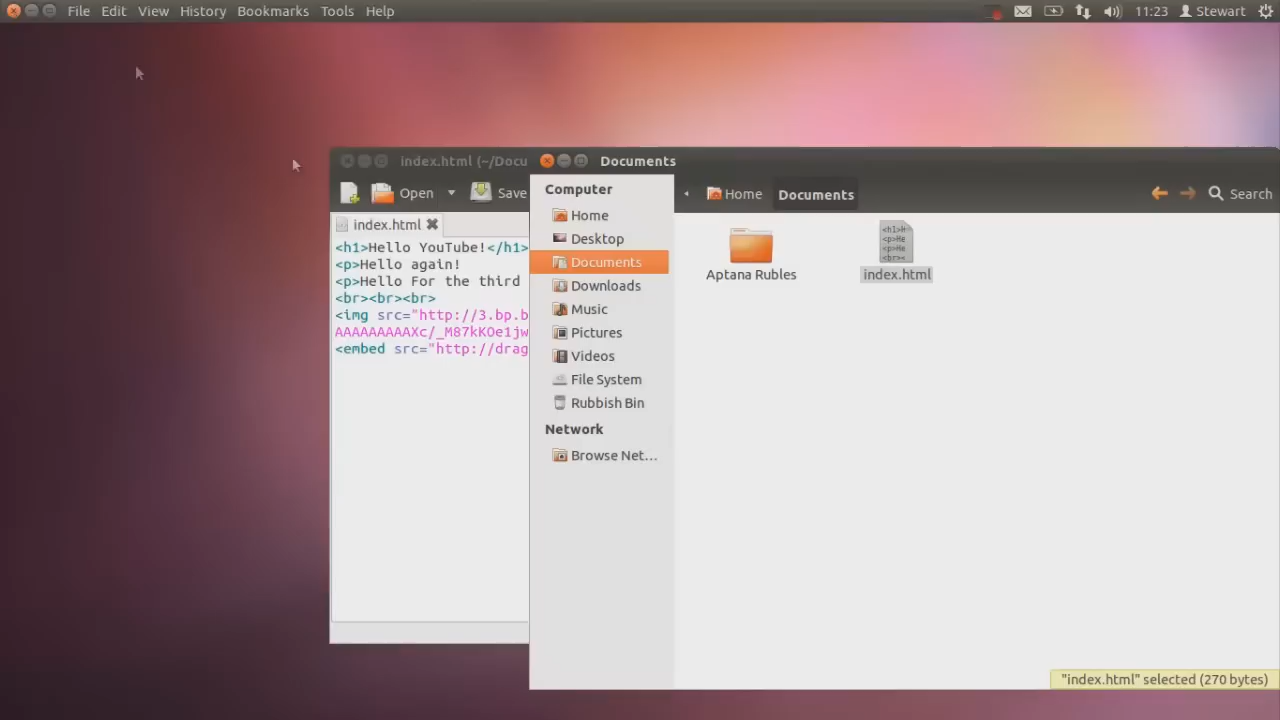 File Edit View History Bookmarks Tools Help 11:23 Stewart
index.html (~/Docu
Open Save
index.html
<h1>Hello YouTube!</h1>
<p>Hello again!
<p>Hello For the third
<br><br><br>
<img src="http://3.bp.b
AAAAAAAAAXc/_M87kKOe1jw
<embed src="http://drag
Documents
Computer
Home
Desktop
Documents
Downloads
Music
Pictures
Videos
File System
Rubbish Bin
Network
Browse Net...
Home Documents Search
Aptana Rubles
index.html
"index.html" selected (270 bytes)